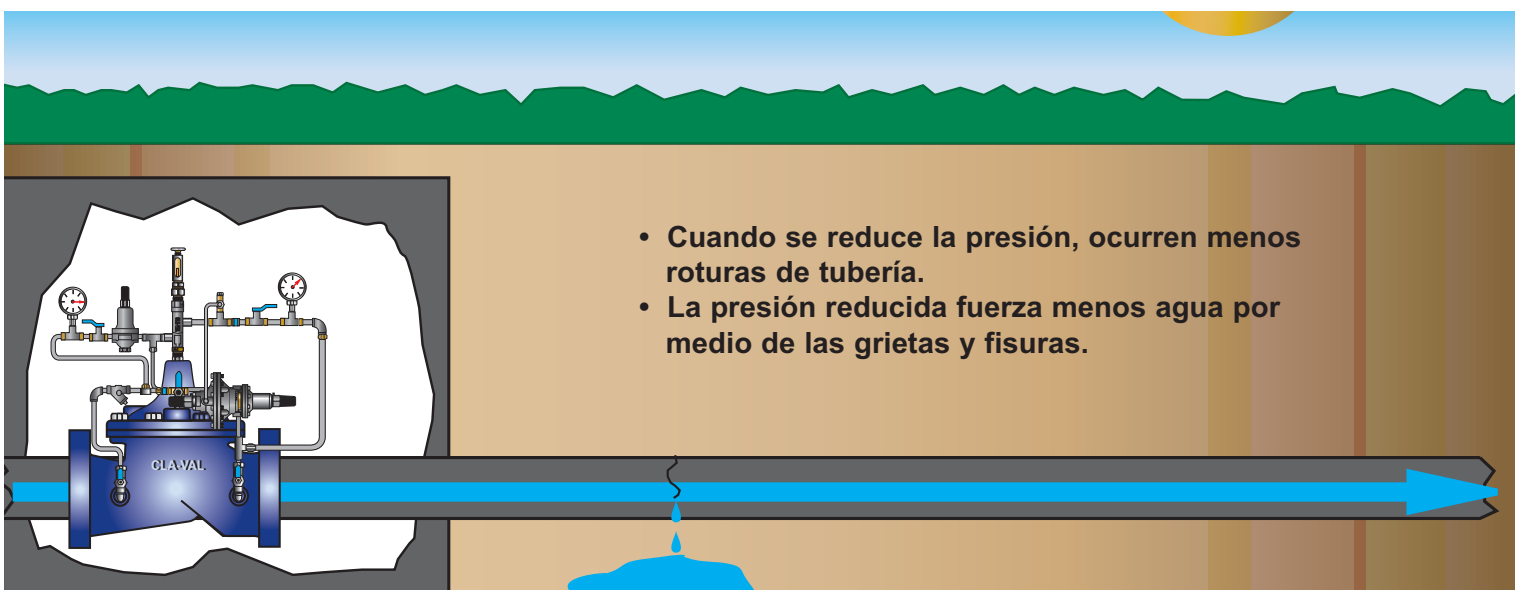 • Cuando se reduce la presión, ocurren menos
roturas de tubería.
• La presión reducida fuerza menos agua por
medio de las grietas y fisuras.
CLA-VAL